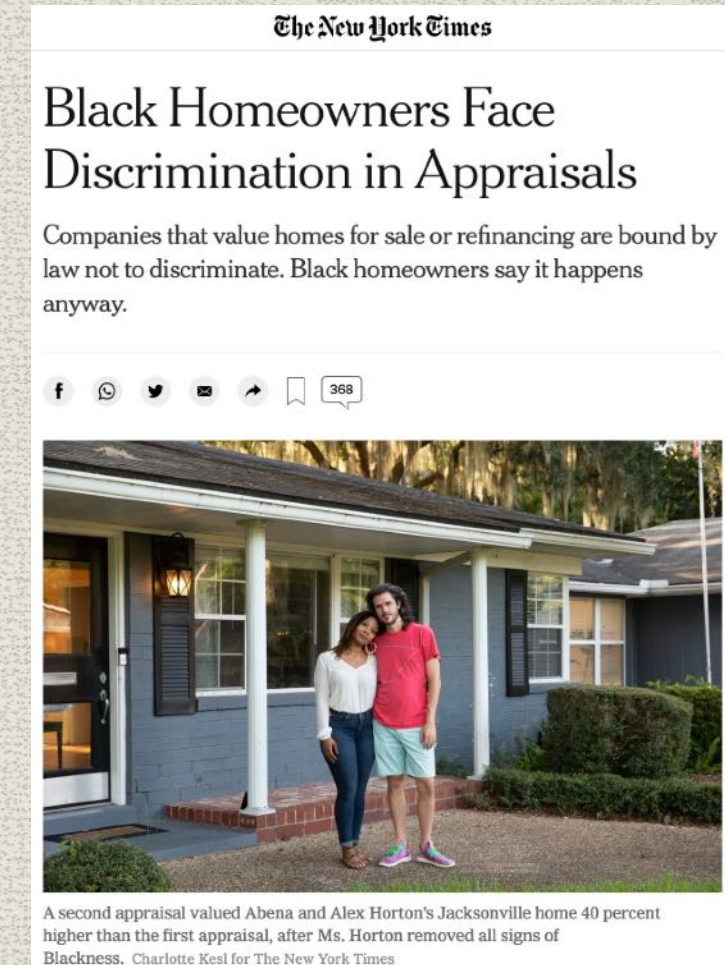 The New York Times
Black Homeowners Face
Discrimination in Appraisals
Companies that value homes for sale or refinancing are bound by
law not to discriminate. Black homeowners say it happens
anyway.
368
A second appraisal valued Abena and Alex Horton's Jacksonville home 40 percent
higher than the first appraisal, after Ms. Horton removed all signs of
Blackness. Charlotte Kesl for The New York Times